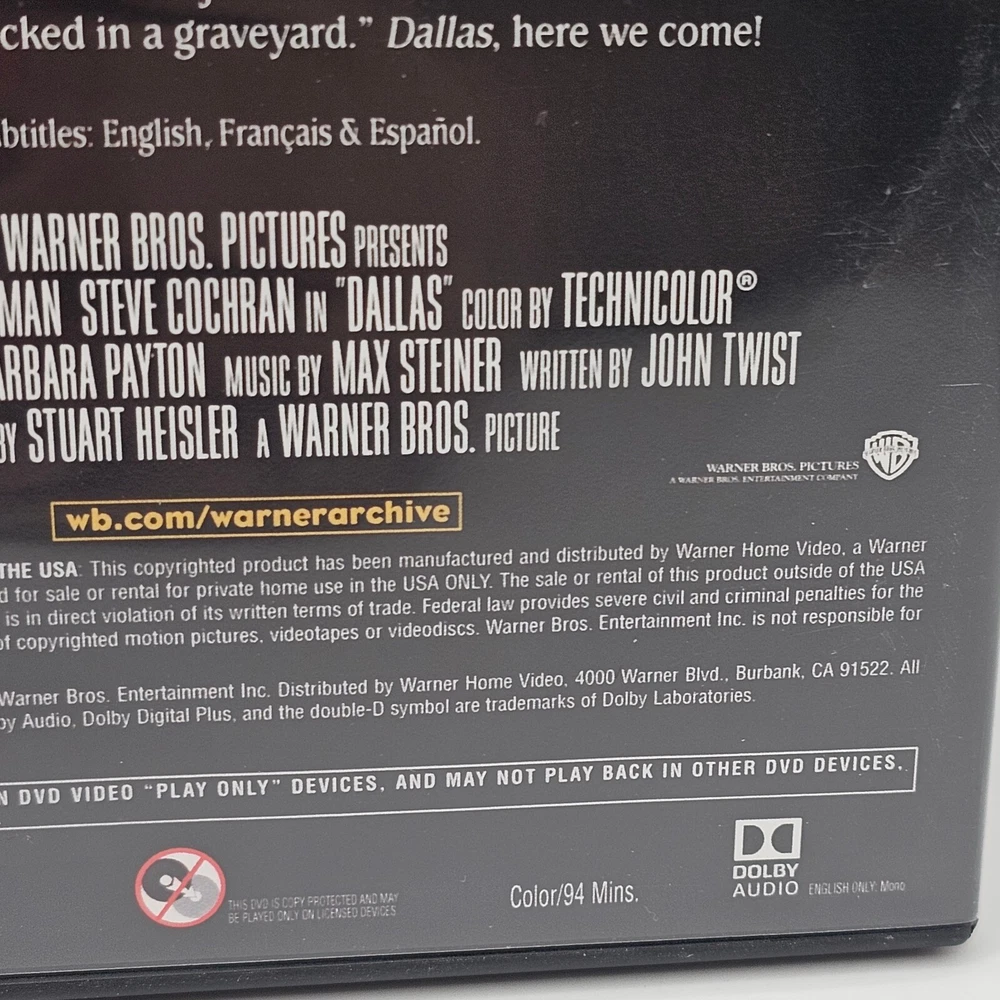 cked in a graveyard.” Dallas, here we come!
btitles: English, Français & Español.
WARNER BROS. PICTURES PRESENTS
MAN STEVE COCHRAN IN "DALLAS" COLOR BY TECHNICOLOR®
RBARA PAYTON MUSIC BY MAX STEINER WRITTEN BY JOHN TWIST
BY STUART HEISLER A WARNER BROS. PICTURE
WB
WARNER BROS. PICTURES
A WARNER BROS. ENTERTAINMENT COMPANY
wb.com/warnerarchive
THE USA: This copyrighted product has been manufactured and distributed by Warner Home Video, a Warner
d for sale or rental for private home use in the USA ONLY. The sale or rental of this product outside of the USA
is in direct violation of its written terms of trade. Federal law provides severe civil and criminal penalties for the
of copyrighted motion pictures, videotapes or videodiscs. Warner Bros. Entertainment Inc. is not responsible for
Warner Bros. Entertainment Inc. Distributed by Warner Home Video, 4000 Warner Blvd., Burbank, CA 91522. All
by Audio, Dolby Digital Plus, and the double-D symbol are trademarks of Dolby Laboratories.
N DVD VIDEO “PLAY ONLY” DEVICES, AND MAY NOT PLAY BACK IN OTHER DVD DEVICES.
THIS DVD IS COPY PROTECTED AND MAY
BE PLAYED ONLY ON LICENSED DEVICES
Color/94 Mins.
DOLBY
AUDIO ENGLISH ONLY: Mono